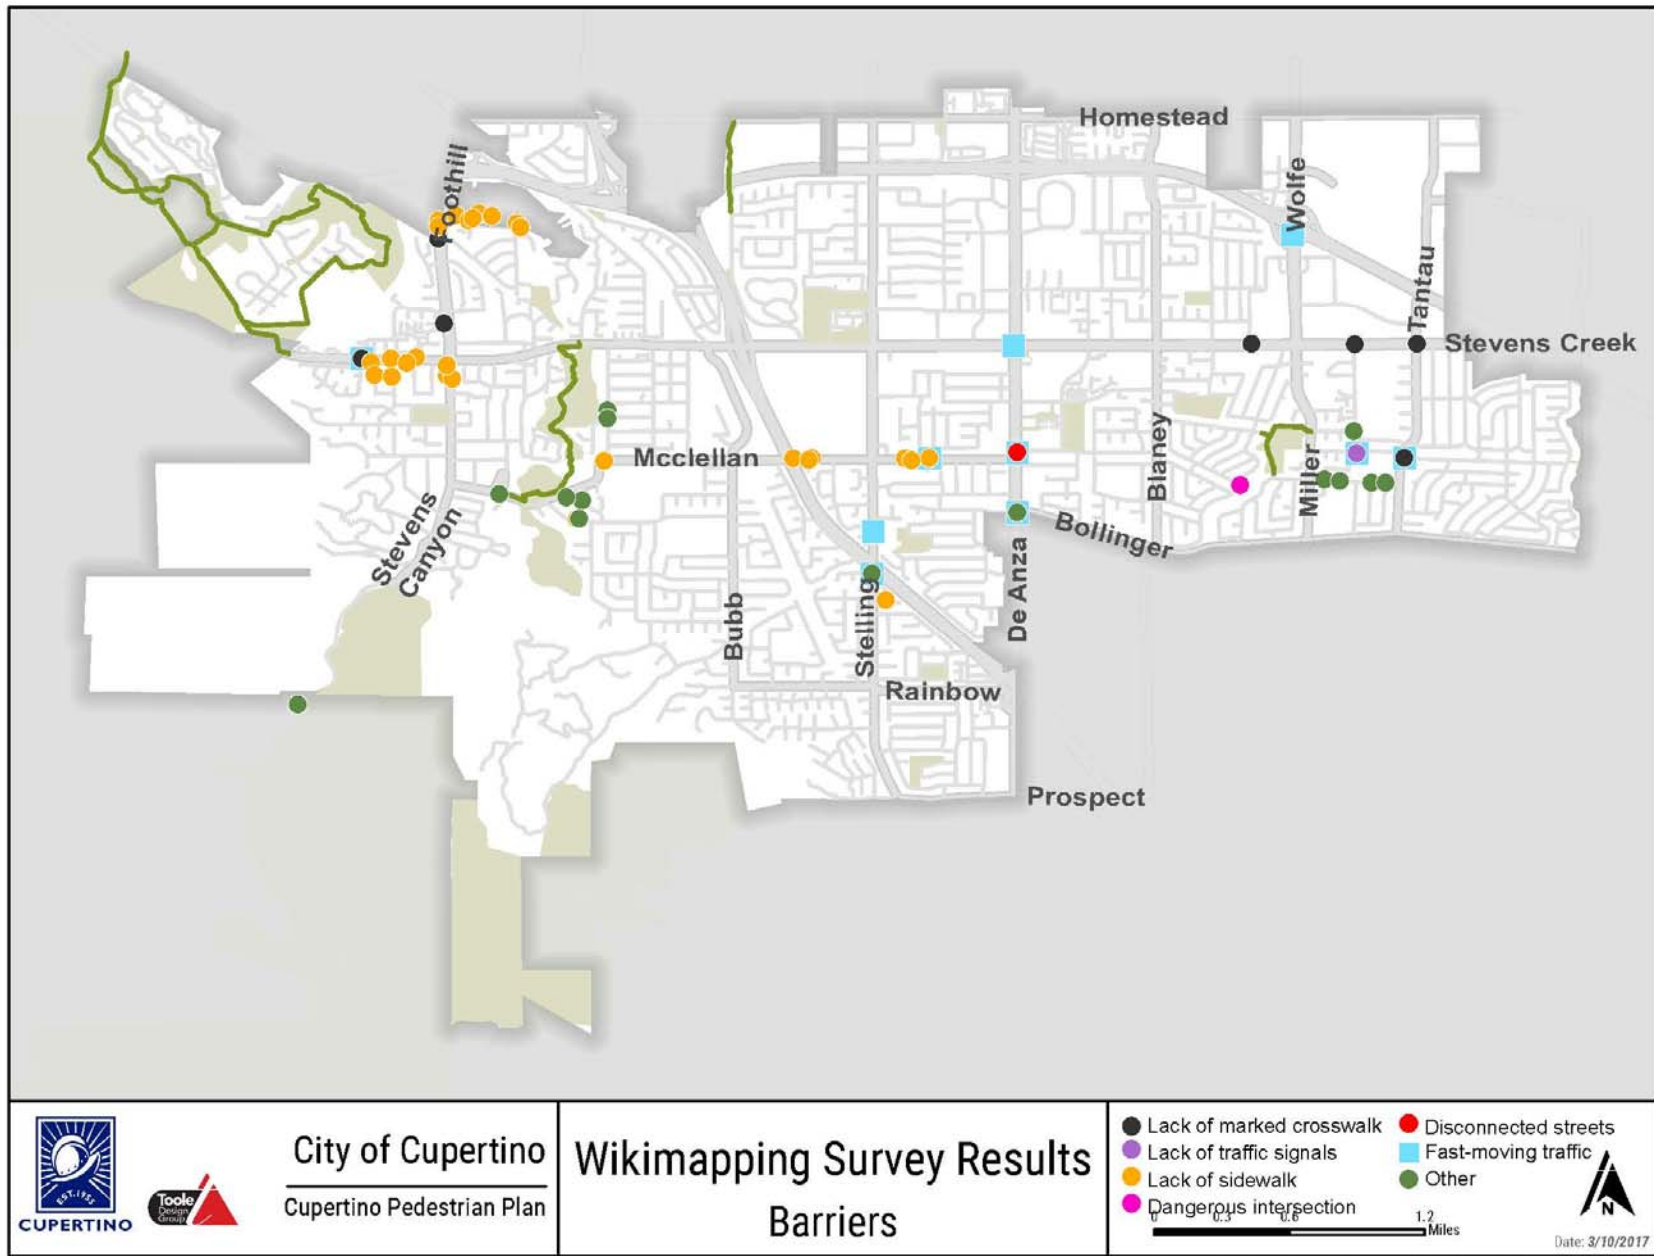 Homestead
Foothill
Wolfe
Tantau
Stevens Creek
Mcclellan
Blaney
Miller
Stevens
Canyon
Bollinger
De Anza
Bubb
Stelling
Rainbow
Prospect
EST. 1955
CUPERTINO
Toole
Design
Group
City of Cupertino
Cupertino Pedestrian Plan
Wikimapping Survey Results
Barriers
Lack of marked crosswalk
Lack of traffic signals
Lack of sidewalk
Dangerous intersection
Disconnected streets
Fast-moving traffic
Other
0 0.3 0.6 1.2
Miles
N
Date: 3/10/2017